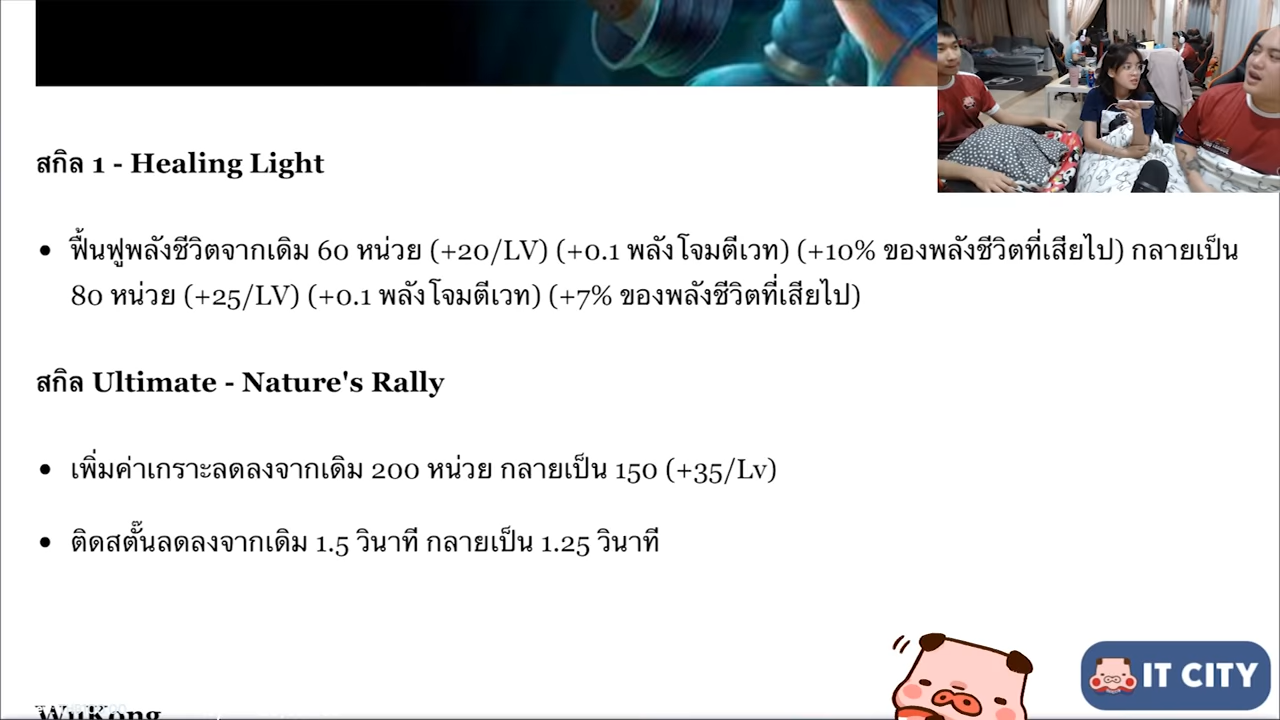 สกิล 1 - Healing Light
ฟื้นฟูพลังชีวิตจากเดิม 60 หน่วย (+20/LV) (+0.1 พลังโจมตีเวท) (+10% ของพลังชีวิตที่เสียไป) กลายเป็น
80 หน่วย (+25/LV) (+0.1 พลังโจมตีเวท) (+7% ของพลังชีวิตที่เสียไป)
สกิล Ultimate - Nature's Rally
เพิ่มค่าเกราะลดลงจากเดิม 200 หน่วย กลายเป็น 150 (+35/Lv)
ติดสตั๊นลดลงจากเดิม 1.5 วินาที กลายเป็น 1.25 วินาที
IT CITY
WuKong